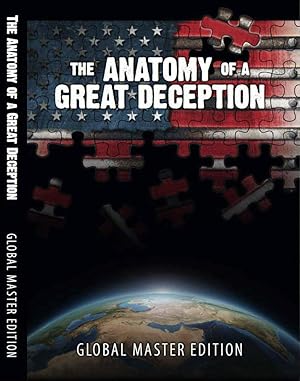 THE ANATOMY OF A GREAT DECEPTION
GLOBAL MASTER EDITION
THE ANATOMY OF A
GREAT DECEPTION
GLOBAL MASTER EDITION